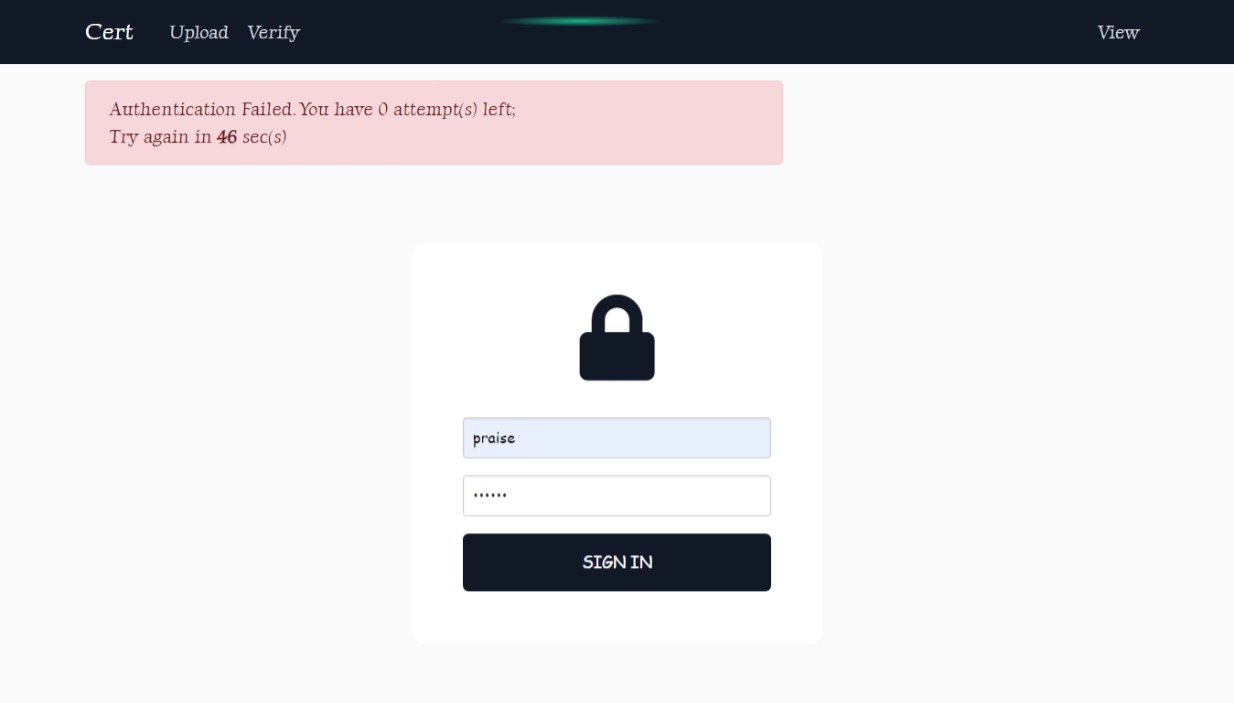 Cert Upload Verify View
Authentication Failed. You have 0 attempt(s) left;
Try again in 46 sec(s)
praise
••••••
SIGN IN